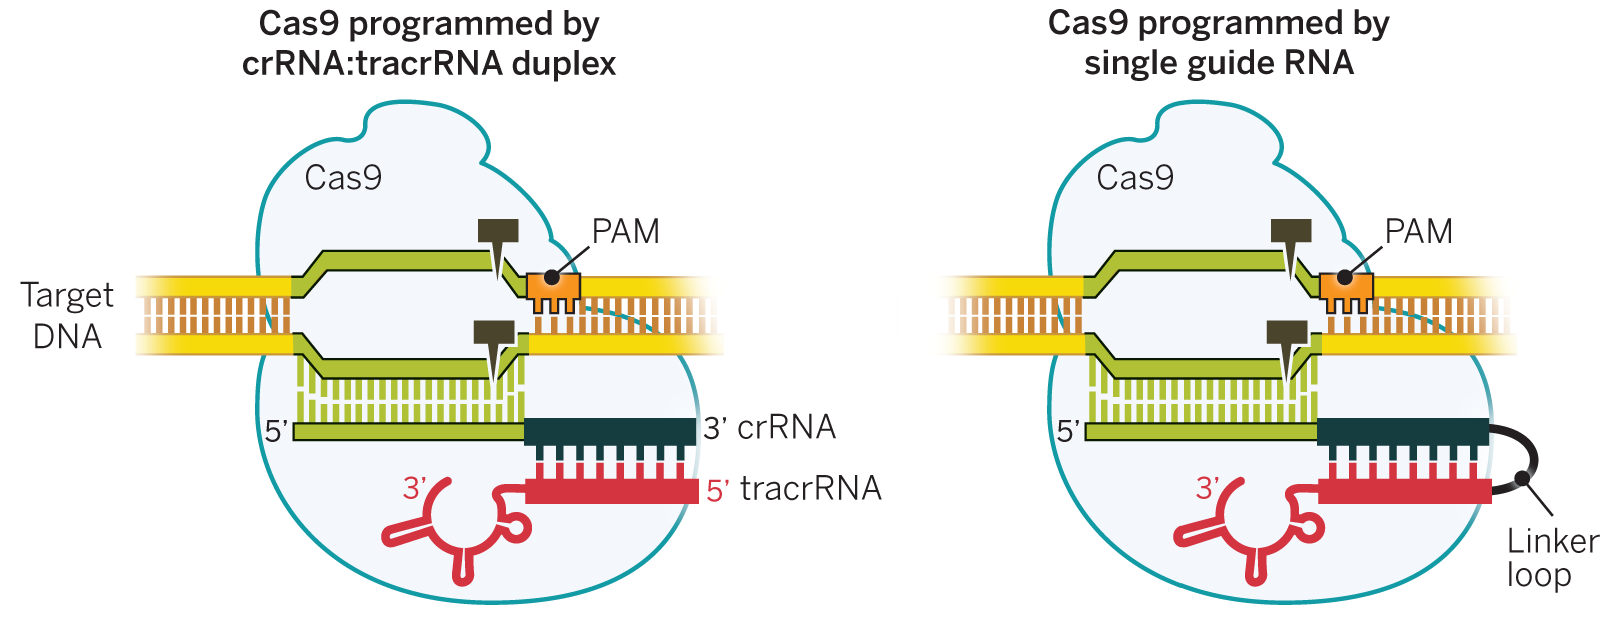 Cas9 programmed by
crRNA:tracrRNA duplex
Cas9
PAM
Target
DNA
5’
3’ crRNA
3’
5’ tracrRNA
Cas9 programmed by
single guide RNA
Cas9
PAM
5’
3’
Linker
loop